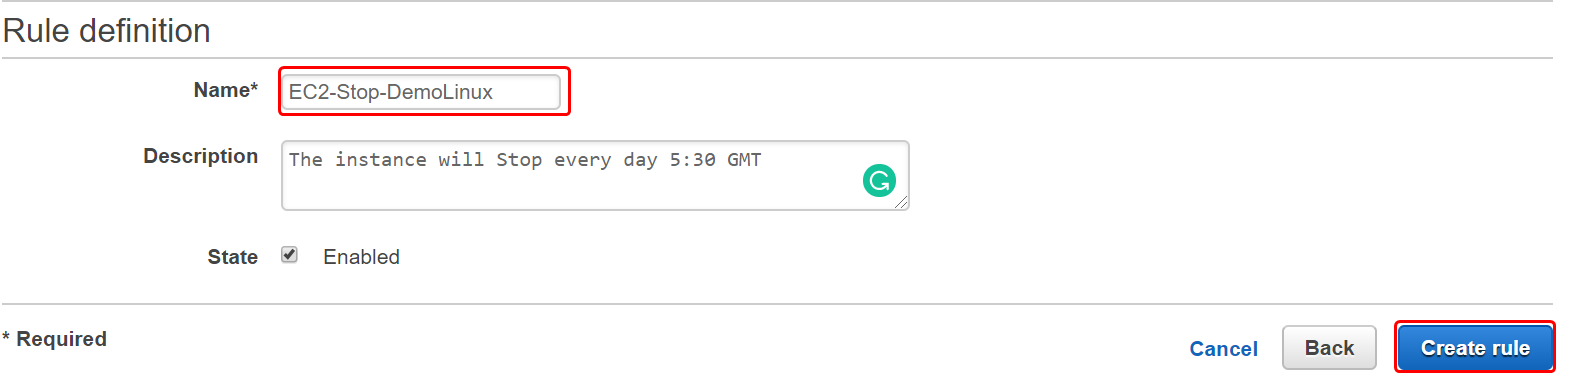 Rule definition
Name* EC2-Stop-DemoLinux
Description The instance will Stop every day 5:30 GMT
State Enabled
* Required
Cancel Back Create rule